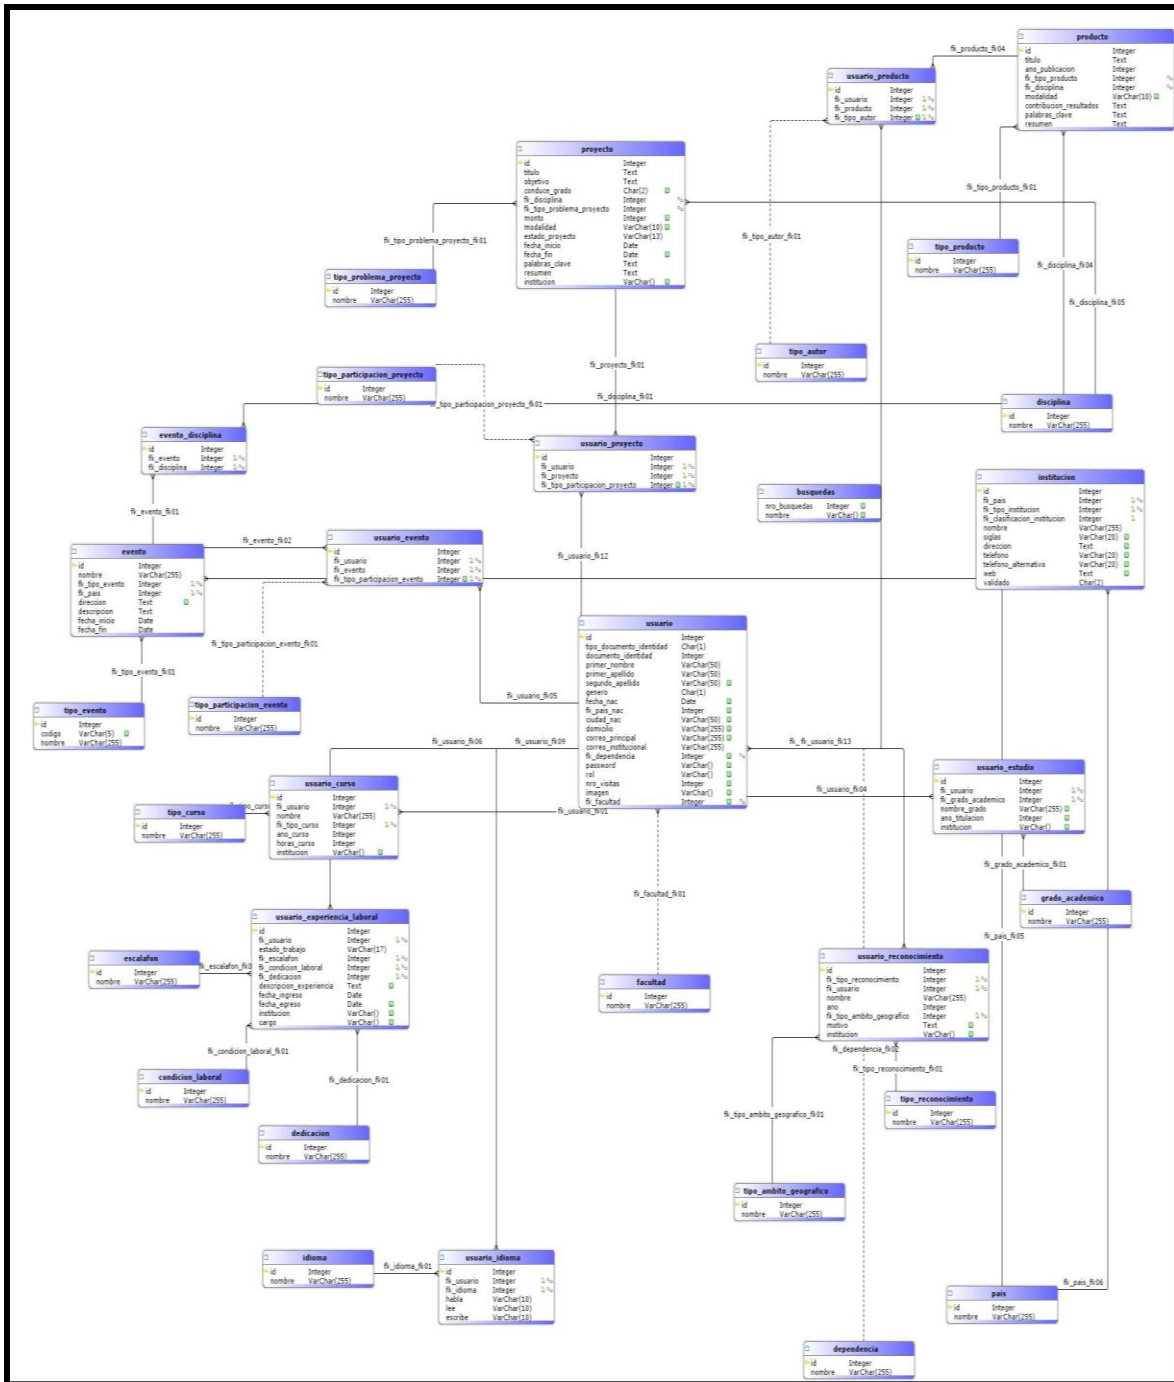 producto
id Integer
titulo Text
ano_publicacion Integer
fk_tipo_producto Integer
fk_disciplina Integer
modalidad VarChar(10)
contribucion_resultados Text
palabras_clave Text
resumen Text
fk_producto_fk04
usuario_producto
id Integer
fk_usuario Integer
fk_producto Integer
fk_tipo_autor Integer
proyecto
id Integer
titulo Text
objetivo Text
conduce_grado Char(2)
fk_disciplina Integer
fk_tipo_problema_proyecto Integer
monto Integer
modalidad VarChar(10)
estado_proyecto VarChar(13)
fecha_inicio Date
fecha_fin Date
palabras_clave Text
resumen Text
institucion VarChar()
fk_tipo_producto_fk01
fk_tipo_problema_proyecto_fk01
fk_tipo_autor_fk01
tipo_producto
id Integer
nombre VarChar(255)
fk_disciplina_fk04
tipo_problema_proyecto
id Integer
nombre VarChar(255)
fk_disciplina_fk05
tipo_autor
id Integer
nombre VarChar(255)
fk_proyecto_fk01
tipo_participacion_proyecto
id Integer
nombre VarChar(255)
fk_disciplina_fk01
fk_tipo_participacion_proyecto_fk01
disciplina
id Integer
nombre VarChar(255)
evento_disciplina
id Integer
fk_evento Integer
fk_disciplina Integer
usuario_proyecto
id Integer
fk_usuario Integer
fk_proyecto Integer
fk_tipo_participacion_proyecto Integer
institucion
id Integer
fk_pais Integer
fk_tipo_institucion Integer
fk_clasificacion_institucion Integer
nombre VarChar(255)
siglas VarChar(20)
direccion Text
telefono VarChar(20)
telefono_alternativo VarChar(20)
web Text
validado Char(2)
busquedas
nro_busquedas Integer
nombre VarChar()
fk_evento_fk01
fk_evento_fk02
evento
id Integer
nombre VarChar(255)
fk_tipo_evento Integer
fk_pais Integer
direccion Text
descripcion Text
fecha_inicio Date
fecha_fin Date
usuario_evento
id Integer
fk_usuario Integer
fk_evento Integer
fk_tipo_participacion_evento Integer
fk_usuario_fk12
usuario
id Integer
tipo_documento_identidad Char(1)
documento_identidad Integer
primer_nombre VarChar(50)
primer_apellido VarChar(50)
segundo_apellido VarChar(50)
genero Char(1)
fecha_nac Date
fk_pais_nac Integer
ciudad_nac VarChar(50)
domicilio VarChar(255)
correo_principal VarChar(255)
correo_institucional VarChar(255)
fk_dependencia Integer
password VarChar()
rol VarChar()
nro_visitas Integer
imagen VarChar()
fk_facultad Integer
fk_tipo_participacion_evento_fk01
fk_tipo_evento_fk01
fk_usuario_fk05
tipo_evento
id Integer
codigo VarChar(5)
nombre VarChar(255)
tipo_participacion_evento
id Integer
nombre VarChar(255)
fk_usuario_fk06
fk_usuario_fk09
fk_fk_usuario_fk13
usuario_curso
id Integer
fk_usuario Integer
nombre VarChar(255)
fk_tipo_curso Integer
ano_curso Integer
horas_curso Integer
institucion VarChar()
usuario_estudio
id Integer
fk_usuario Integer
fk_grado_academico Integer
nombre_grado VarChar(255)
ano_titulacion Integer
institucion VarChar()
fk_usuario_fk04
fk_usuario_fk01
tipo_curso
id Integer
nombre VarChar(255)
fk_grado_academico_fk01
grado_academico
id Integer
nombre VarChar(255)
fk_facultad_fk01
usuario_experiencia_laboral
id Integer
fk_usuario Integer
estado_trabajo VarChar(17)
fk_escalafon Integer
fk_condicion_laboral Integer
fk_dedicacion Integer
descripcion_experiencia Text
fecha_ingreso Date
fecha_egreso Date
institucion VarChar()
cargo VarChar()
fk_pais_fk05
escalafon
id Integer
nombre VarChar(255)
usuario_reconocimiento
id Integer
fk_tipo_reconocimiento Integer
fk_usuario Integer
nombre VarChar(255)
ano Integer
fk_tipo_ambito_geografico Integer
motivo Text
institucion VarChar()
facultad
id Integer
nombre VarChar(255)
fk_condicion_laboral_fk01
fk_dependencia_fk02
fk_tipo_reconocimiento_fk01
condicion_laboral
id Integer
nombre VarChar(255)
fk_dedicacion_fk01
tipo_reconocimiento
id Integer
nombre VarChar(255)
fk_tipo_ambito_geografico_fk01
dedicacion
id Integer
nombre VarChar(255)
tipo_ambito_geografico
id Integer
nombre VarChar(255)
idioma
id Integer
nombre VarChar(255)
fk_idioma_fk01
usuario_idioma
id Integer
fk_usuario Integer
fk_idioma Integer
habla VarChar(10)
lee VarChar(10)
escribe VarChar(10)
fk_pais_fk06
pais
id Integer
nombre VarChar(255)
dependencia
id Integer
nombre VarChar(255)